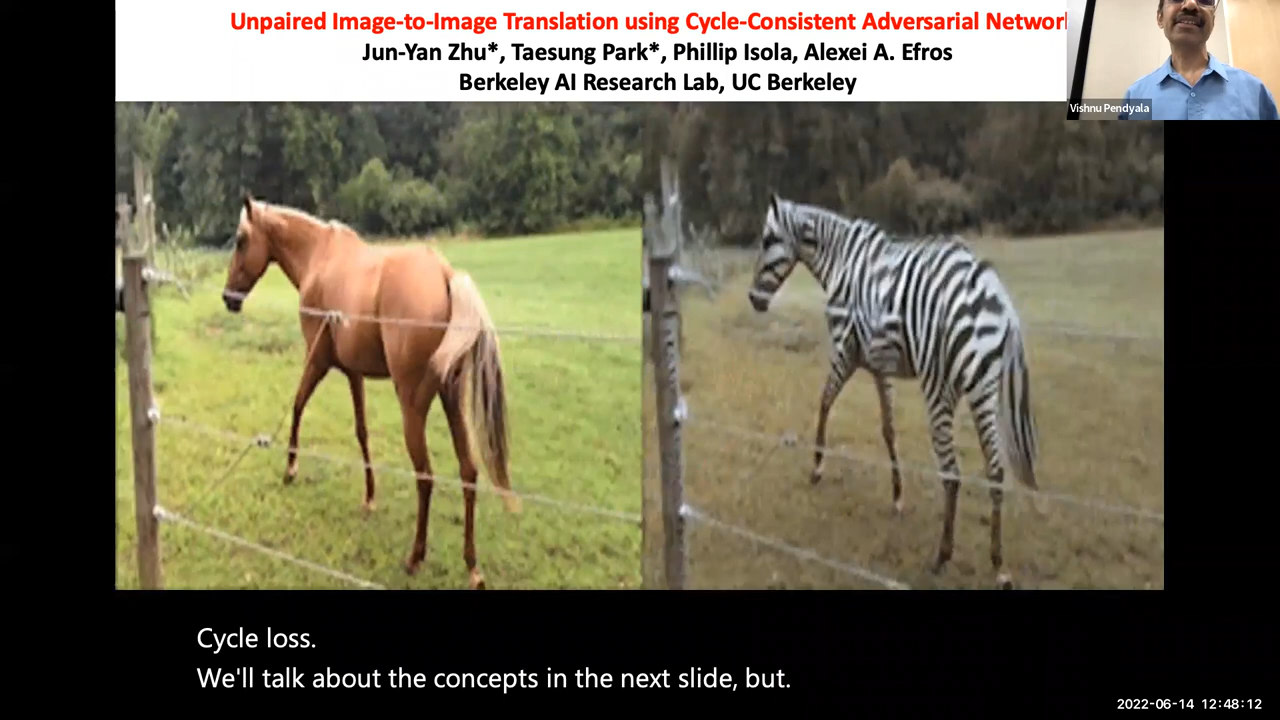 Unpaired Image-to-Image Translation using Cycle-Consistent Adversarial Networ
Jun-Yan Zhu*, Taesung Park*, Phillip Isola, Alexei A. Efros
Berkeley AI Research Lab, UC Berkeley
Vishnu Pendyala
Cycle loss.
We'll talk about the concepts in the next slide, but.
2022-06-14 12:48:12